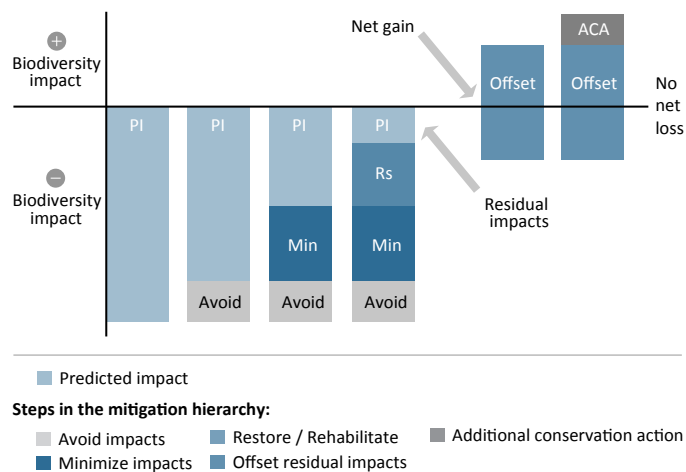 +
Biodiversity
impact
Net gain
ACA
Offset
Offset
No
net
loss
PI
PI
PI
PI
−
Biodiversity
impact
Rs
Residual
impacts
Min
Min
Avoid
Avoid
Avoid
Predicted impact
Steps in the mitigation hierarchy:
Avoid impacts
Restore / Rehabilitate
Additional conservation action
Minimize impacts
Offset residual impacts